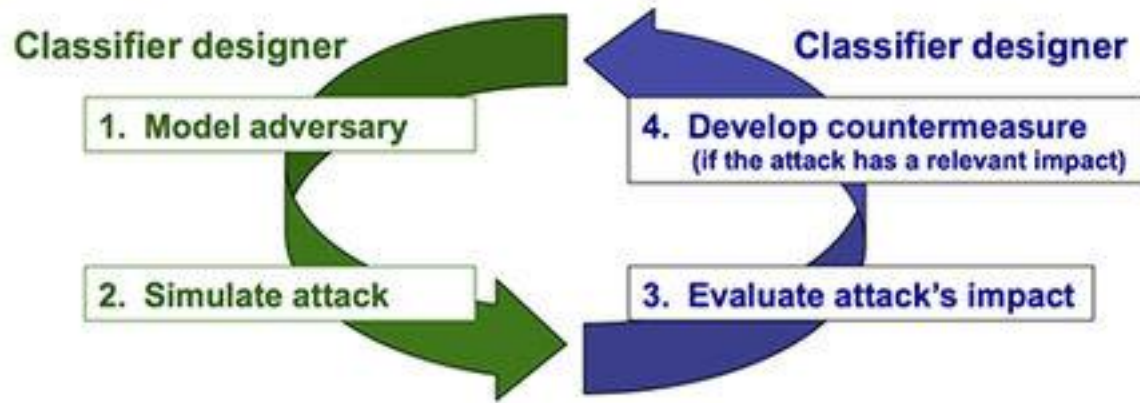 Classifier designer
1. Model adversary
2. Simulate attack
Classifier designer
4. Develop countermeasure
(if the attack has a relevant impact)
3. Evaluate attack's impact